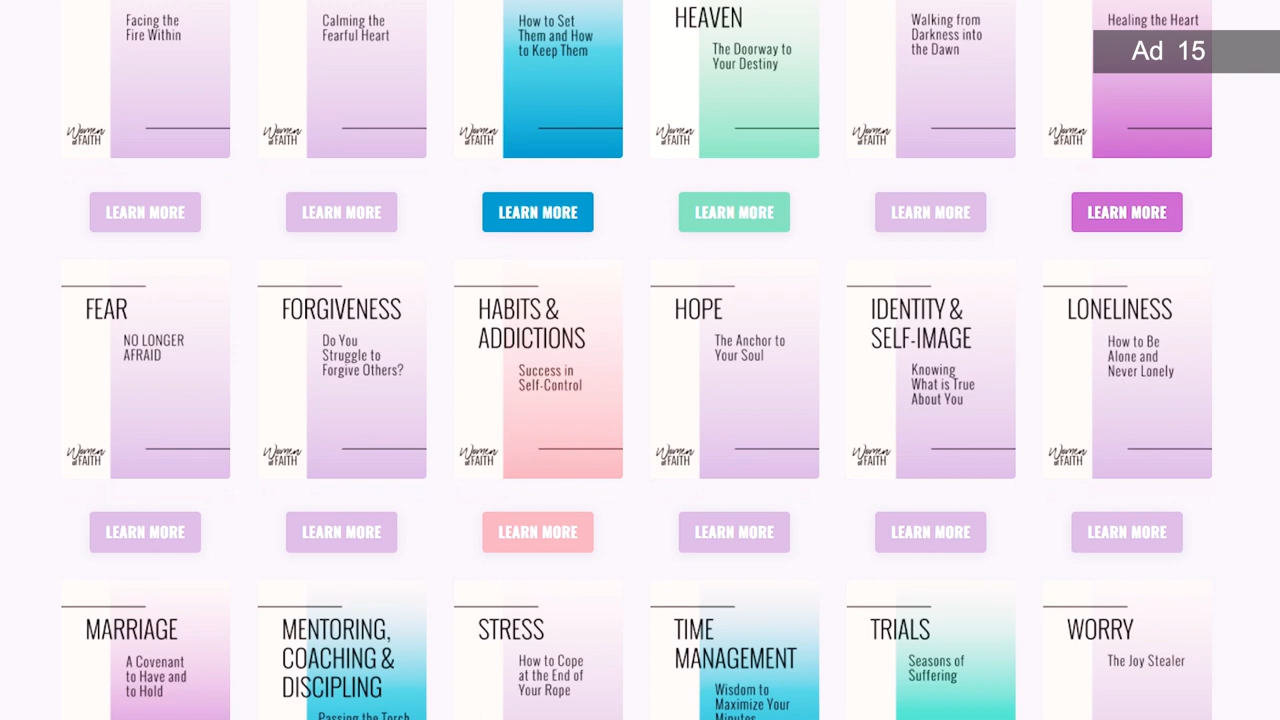 Facing the
Fire Within
Women
of FAITH
LEARN MORE
Calming the
Fearful Heart
Women
of FAITH
LEARN MORE
How to Set
Them and How
to Keep Them
Women
of FAITH
LEARN MORE
HEAVEN
The Doorway to
Your Destiny
Women
of FAITH
LEARN MORE
Walking from
Darkness into
the Dawn
Women
of FAITH
LEARN MORE
Healing the Heart
Ad 15
Women
of FAITH
LEARN MORE
FEAR
NO LONGER
AFRAID
Women
of FAITH
LEARN MORE
FORGIVENESS
Do You
Struggle to
Forgive Others?
Women
of FAITH
LEARN MORE
HABITS &
ADDICTIONS
Success in
Self-Control
Women
of FAITH
LEARN MORE
HOPE
The Anchor to
Your Soul
Women
of FAITH
LEARN MORE
IDENTITY &
SELF-IMAGE
Knowing
What is True
About You
Women
of FAITH
LEARN MORE
LONELINESS
How to Be
Alone and
Never Lonely
Women
of FAITH
LEARN MORE
MARRIAGE
A Covenant
to Have and
to Hold
MENTORING,
COACHING &
DISCIPLING
Passing the Torch
STRESS
How to Cope
at the End of
Your Rope
TIME
MANAGEMENT
Wisdom to
Maximize Your
Minutes
TRIALS
Seasons of
Suffering
WORRY
The Joy Stealer